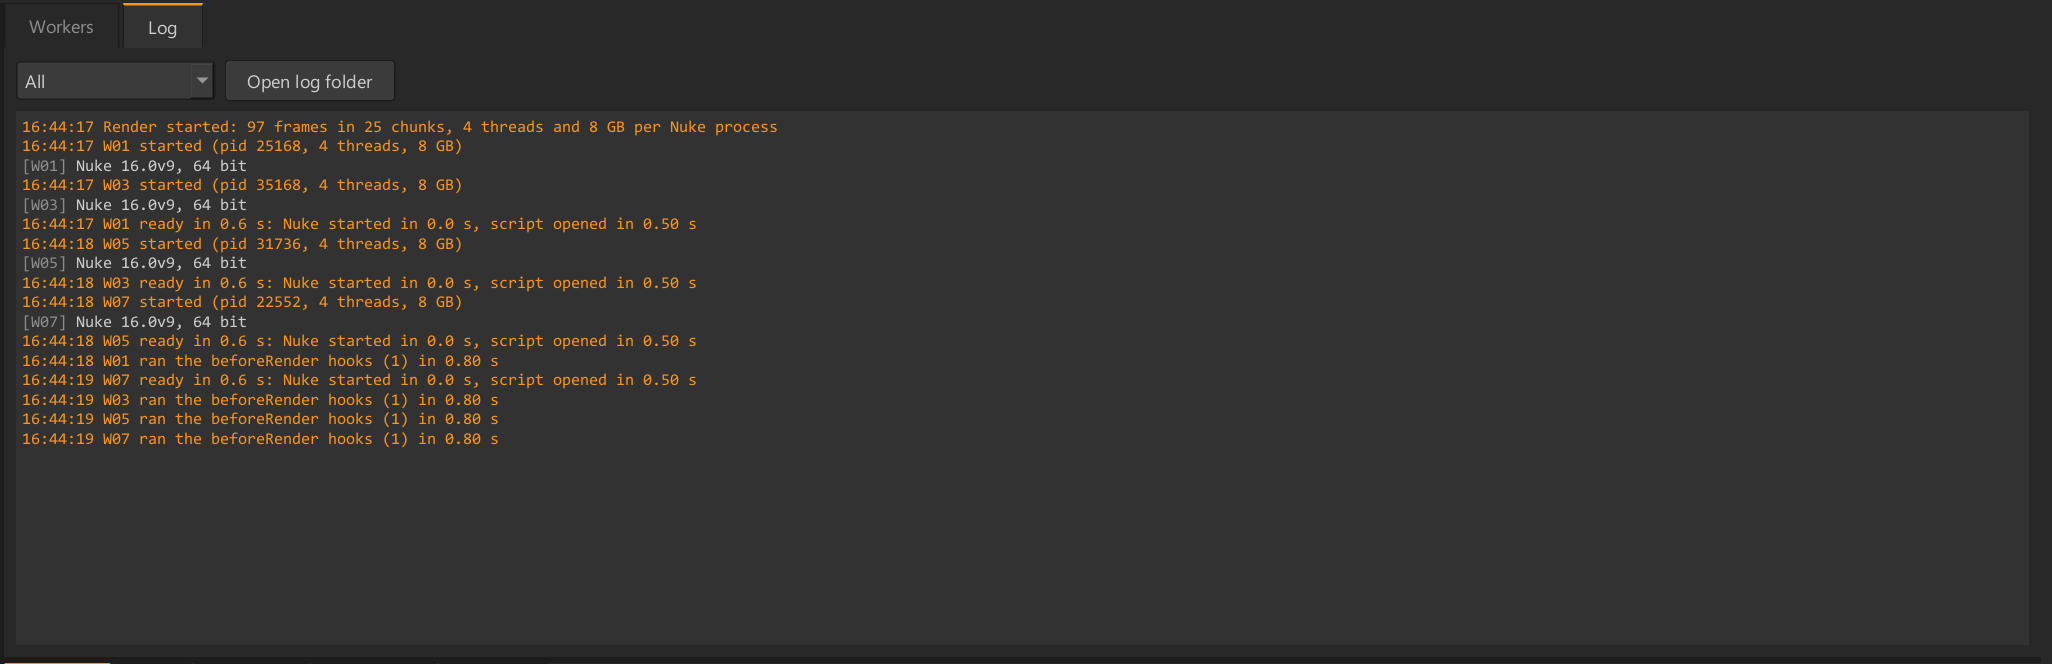 Workers
Log
All
Open log folder
16:44:17 Render started: 97 frames in 25 chunks, 4 threads and 8 GB per Nuke process
16:44:17 W01 started (pid 25168, 4 threads, 8 GB)
[W01] Nuke 16.0v9, 64 bit
16:44:17 W03 started (pid 35168, 4 threads, 8 GB)
[W03] Nuke 16.0v9, 64 bit
16:44:17 W01 ready in 0.6 s: Nuke started in 0.0 s, script opened in 0.50 s
16:44:18 W05 started (pid 31736, 4 threads, 8 GB)
[W05] Nuke 16.0v9, 64 bit
16:44:18 W03 ready in 0.6 s: Nuke started in 0.0 s, script opened in 0.50 s
16:44:18 W07 started (pid 22552, 4 threads, 8 GB)
[W07] Nuke 16.0v9, 64 bit
16:44:18 W05 ready in 0.6 s: Nuke started in 0.0 s, script opened in 0.50 s
16:44:18 W01 ran the beforeRender hooks (1) in 0.80 s
16:44:19 W07 ready in 0.6 s: Nuke started in 0.0 s, script opened in 0.50 s
16:44:19 W03 ran the beforeRender hooks (1) in 0.80 s
16:44:19 W05 ran the beforeRender hooks (1) in 0.80 s
16:44:19 W07 ran the beforeRender hooks (1) in 0.80 s